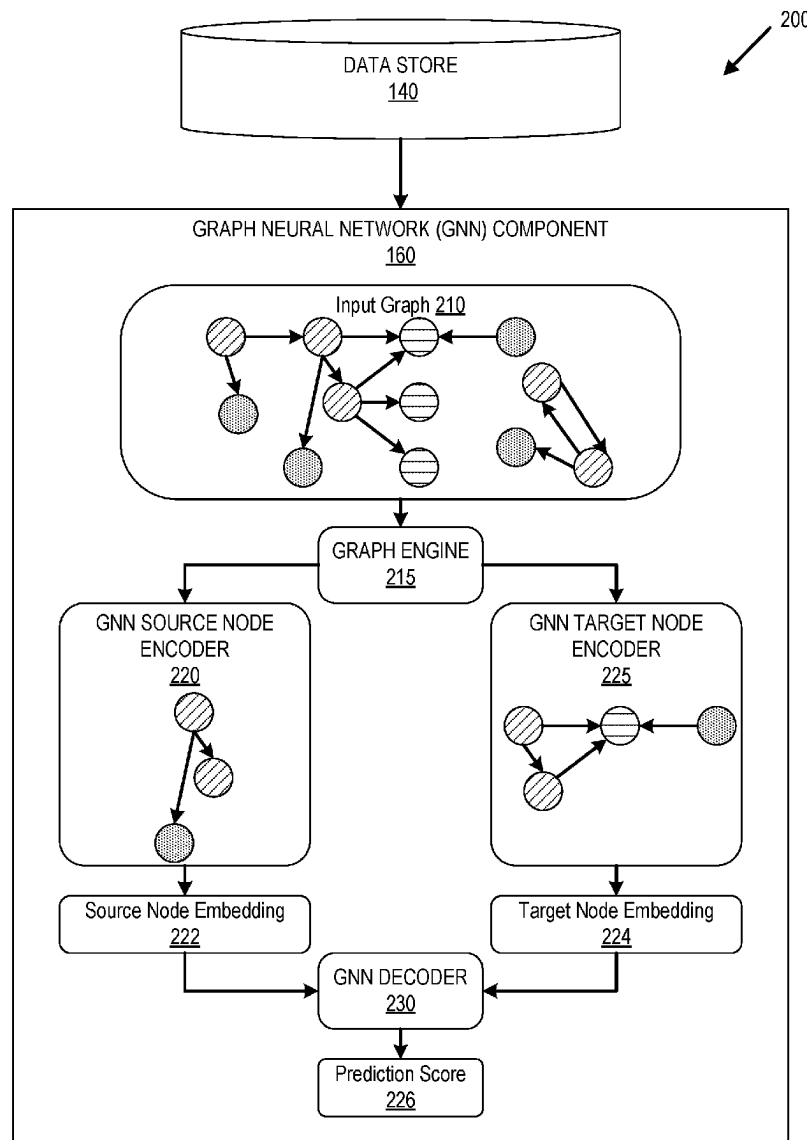 200
DATA STORE
140
GRAPH NEURAL NETWORK (GNN) COMPONENT
160
Input Graph 210
GRAPH ENGINE
215
GNN SOURCE NODE
ENCODER
220
GNN TARGET NODE
ENCODER
225
Source Node Embedding
222
Target Node Embedding
224
GNN DECODER
230
Prediction Score
226